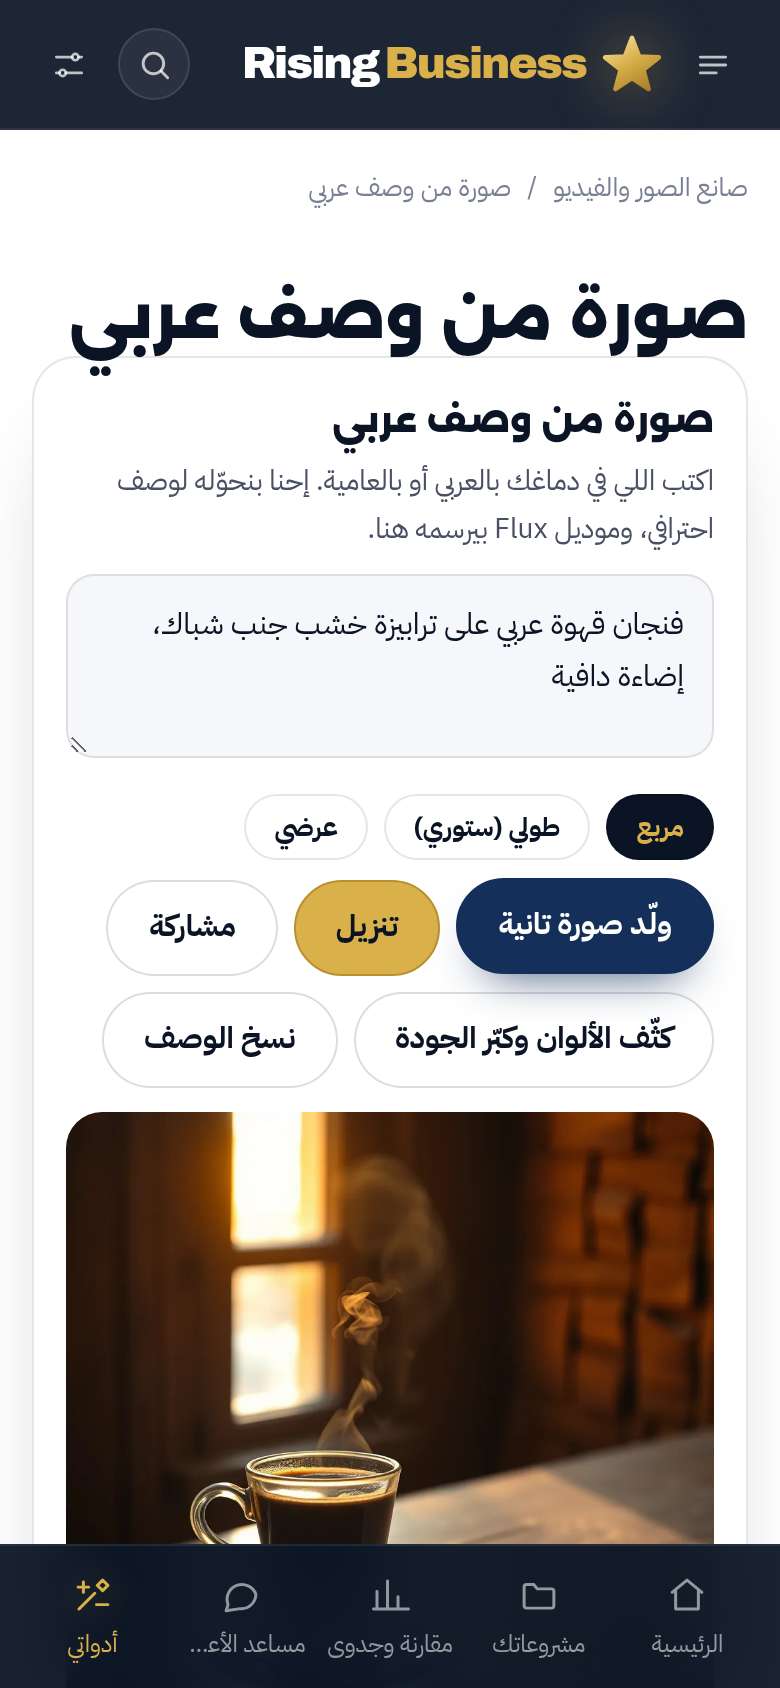 Rising Business
صانع الصور والفيديو / صورة من وصف عربي
صورة من وصف عربي
صورة من وصف عربي
اكتب اللي في دماغك بالعربي أو بالعامية. إحنا بنحوّله لوصف
احترافي، وموديل Flux بيرسمه هنا.
فنجان قهوة عربي على ترابيزة خشب جنب شباك،
إضاءة دافية
مربع
طولي (ستوري)
عرضي
ولّد صورة تانية
تنزيل
مشاركة
كثّف الألوان وكبّر الجودة
نسخ الوصف
الرئيسية
مشروعاتك
مقارنة وجدوى
مساعد الأعـ...
أدواتي